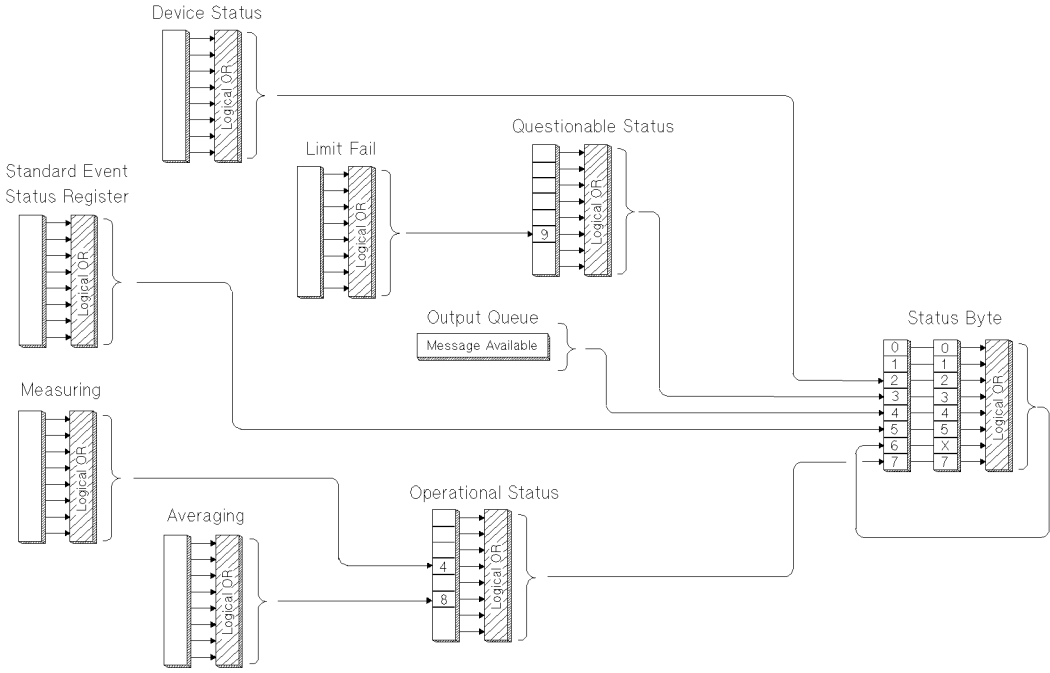 Device Status
Logical OR
Questionable Status
9
Logical OR
Limit Fail
Logical OR
Standard Event
Status Register
Logical OR
Output Queue
Message Available
Status Byte
0 0
1 1
2 2
3 3
4 4
5 5
6 X
7 7
Logical OR
Measuring
Logical OR
Operational Status
4
8
Logical OR
Averaging
Logical OR